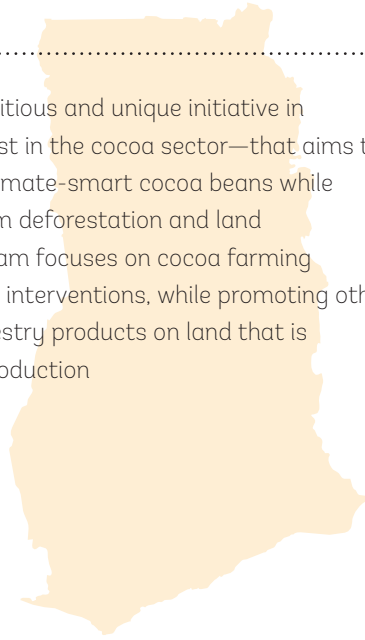 itious and unique initiative in
st in the cocoa sector—that aims t
mate-smart cocoa beans while
m deforestation and land
am focuses on cocoa farming
interventions, while promoting oth
estry products on land that is
oduction